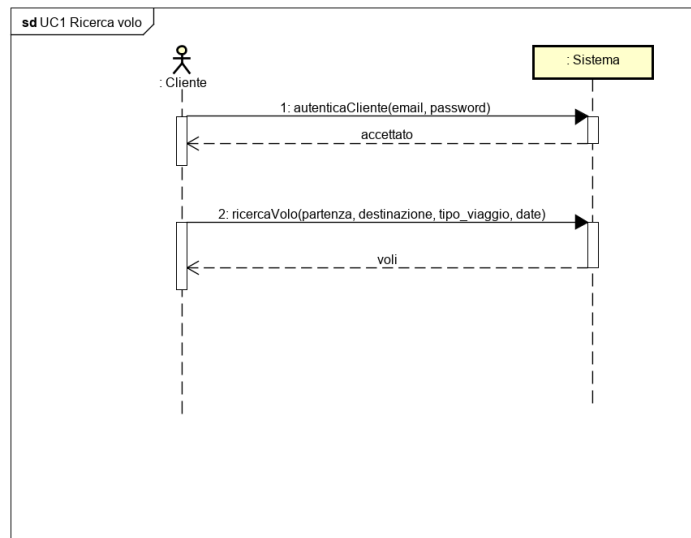 sd UC1 Ricerca volo
: Cliente
: Sistema
1: autenticaCliente(email, password)
accettato
2: ricercaVolo(partenza, destinazione, tipo_viaggio, date)
voli